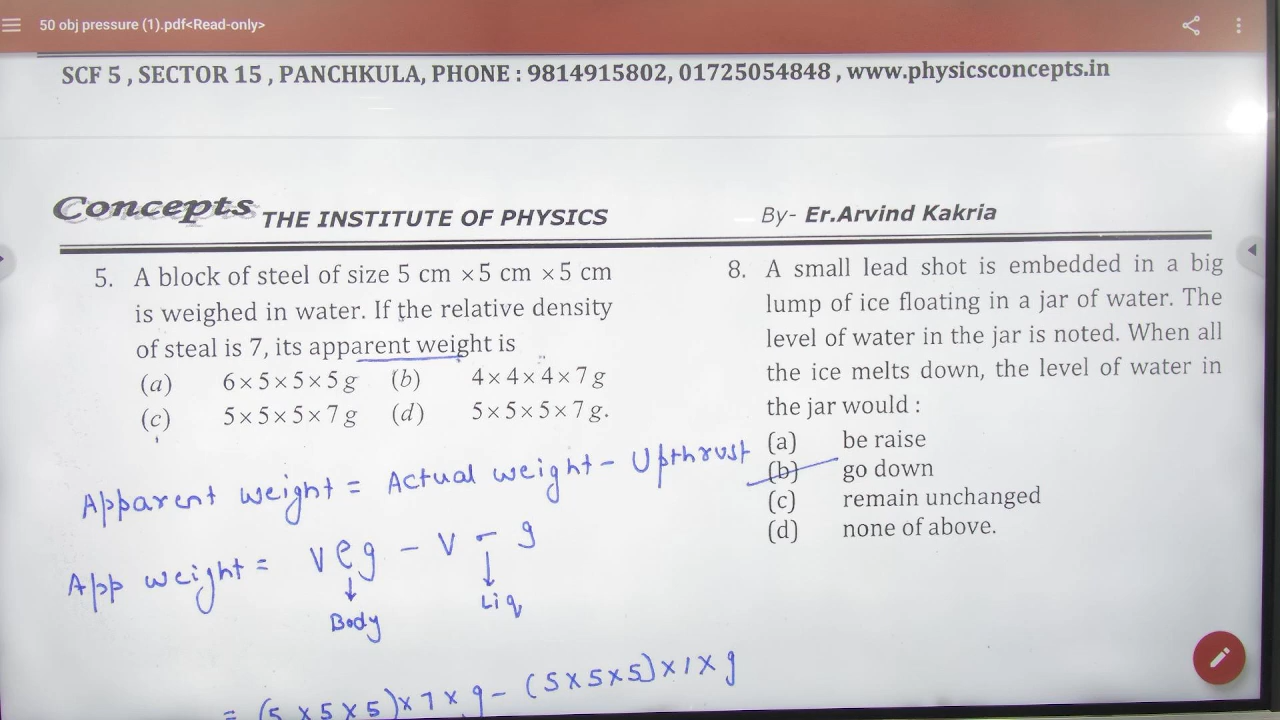 50 obj pressure (1).pdf<Read-only>
SCF 5 , SECTOR 15 , PANCHKULA, PHONE : 9814915802, 01725054848 , www.physicsconcepts.in
Concepts THE INSTITUTE OF PHYSICS By- Er.Arvind Kakria
5. A block of steel of size 5 cm ×5 cm ×5 cm
is weighed in water. If the relative density
of steal is 7, its apparent weight is
(a) 6×5×5×5 g (b) 4×4×4×7 g
(c) 5×5×5×7 g (d) 5×5×5×7 g.
Apparent weight = Actual weight - Upthrust
App weight = vρg - v σ g
Body Liq
= (5 × 5 × 5) × 7 × g - (5×5×5)×1×g
8. A small lead shot is embedded in a big
lump of ice floating in a jar of water. The
level of water in the jar is noted. When all
the ice melts down, the level of water in
the jar would :
(a) be raise
(b) go down
(c) remain unchanged
(d) none of above.